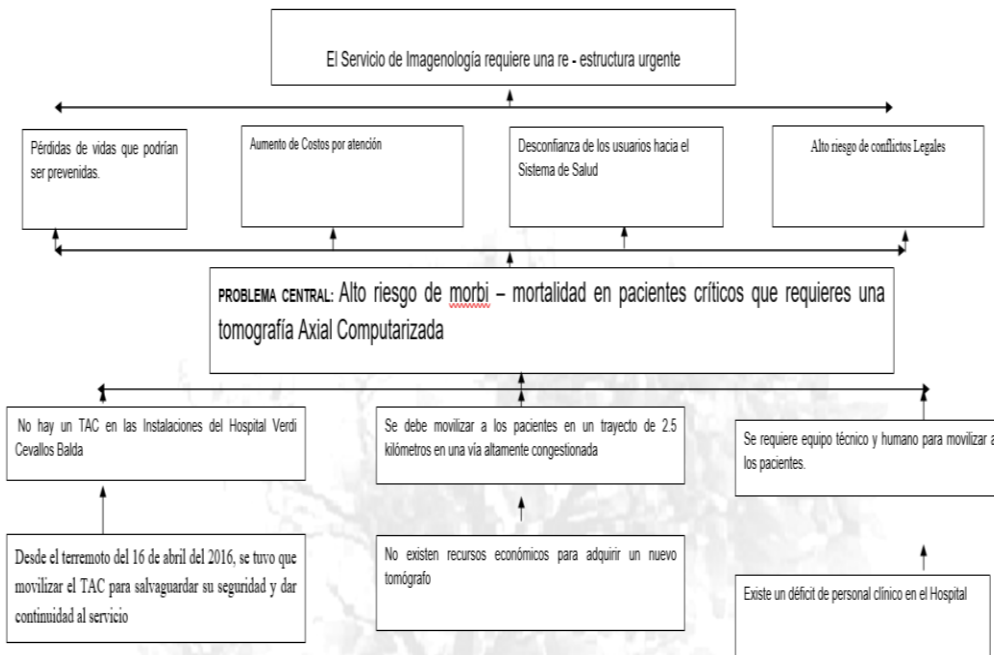 El Servicio de Imagenología requiere una re - estructura urgente
Pérdidas de vidas que podrían
ser prevenidas.
Aumento de Costos por atención
Desconfianza de los usuarios hacia el
Sistema de Salud
Alto riesgo de conflictos Legales
PROBLEMA CENTRAL: Alto riesgo de morbi – mortalidad en pacientes críticos que requieres una
tomografía Axial Computarizada
No hay un TAC en las Instalaciones del Hospital Verdi
Cevallos Balda
Se debe movilizar a los pacientes en un trayecto de 2.5
kilómetros en una vía altamente congestionada
Se requiere equipo técnico y humano para movilizar a
los pacientes.
Desde el terremoto del 16 de abril del 2016, se tuvo que
movilizar el TAC para salvaguardar su seguridad y dar
continuidad al servicio
No existen recursos económicos para adquirir un nuevo
tomógrafo
Existe un déficit de personal clínico en el Hospital